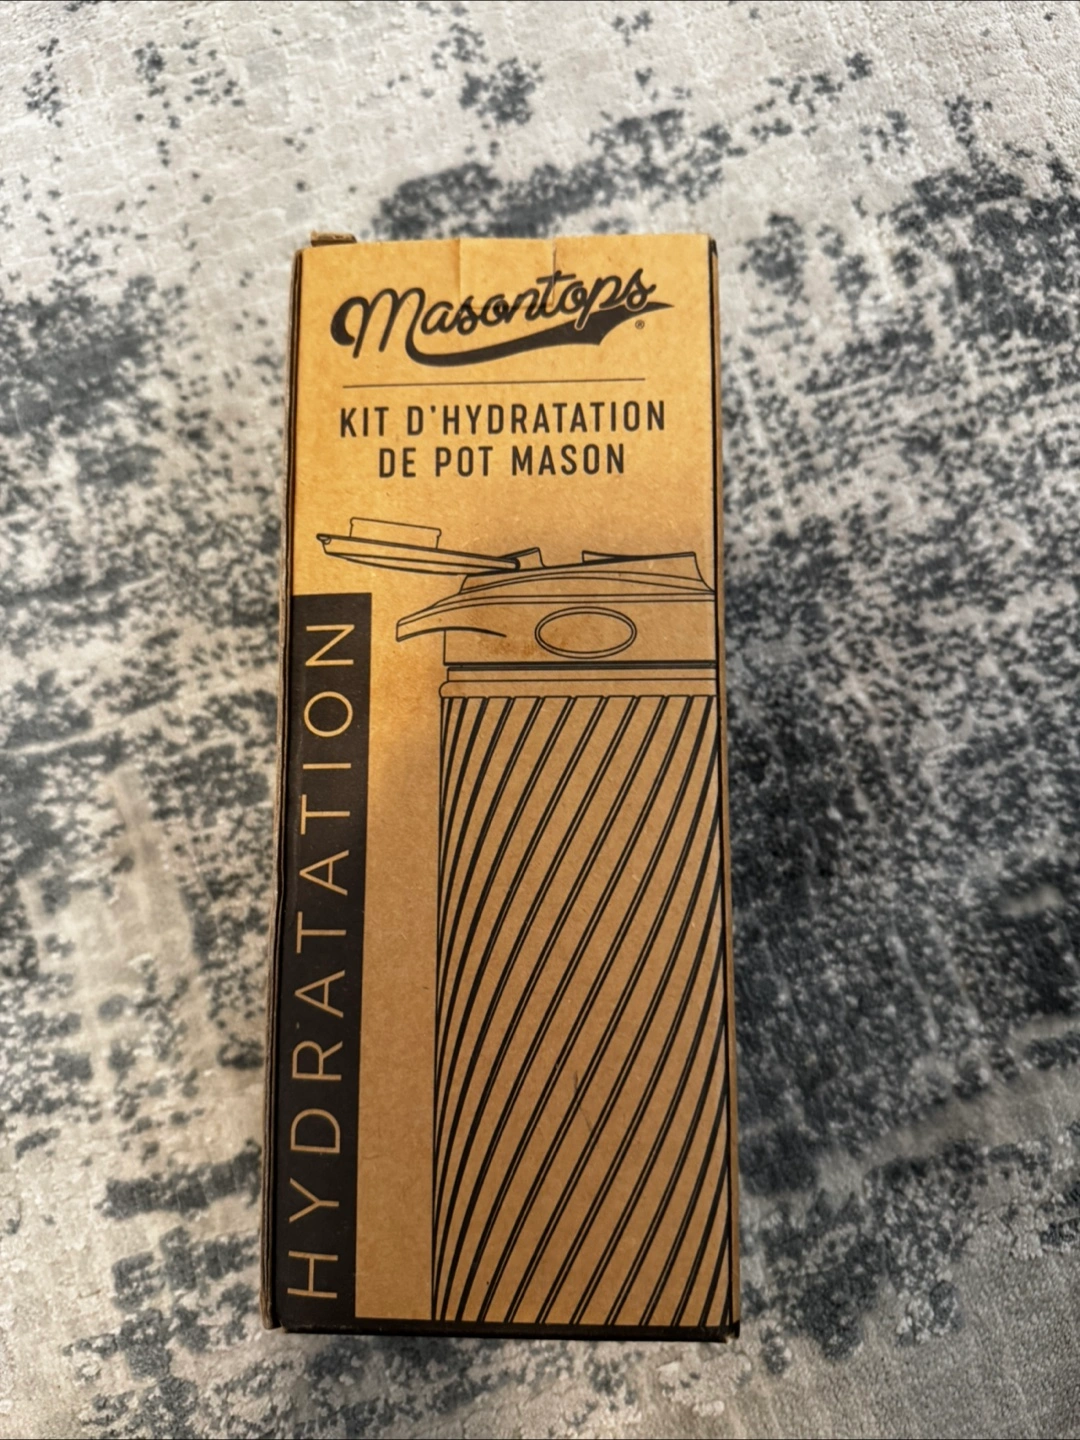 Masontops®
KIT D'HYDRATATION
DE POT MASON
HYDRATATION